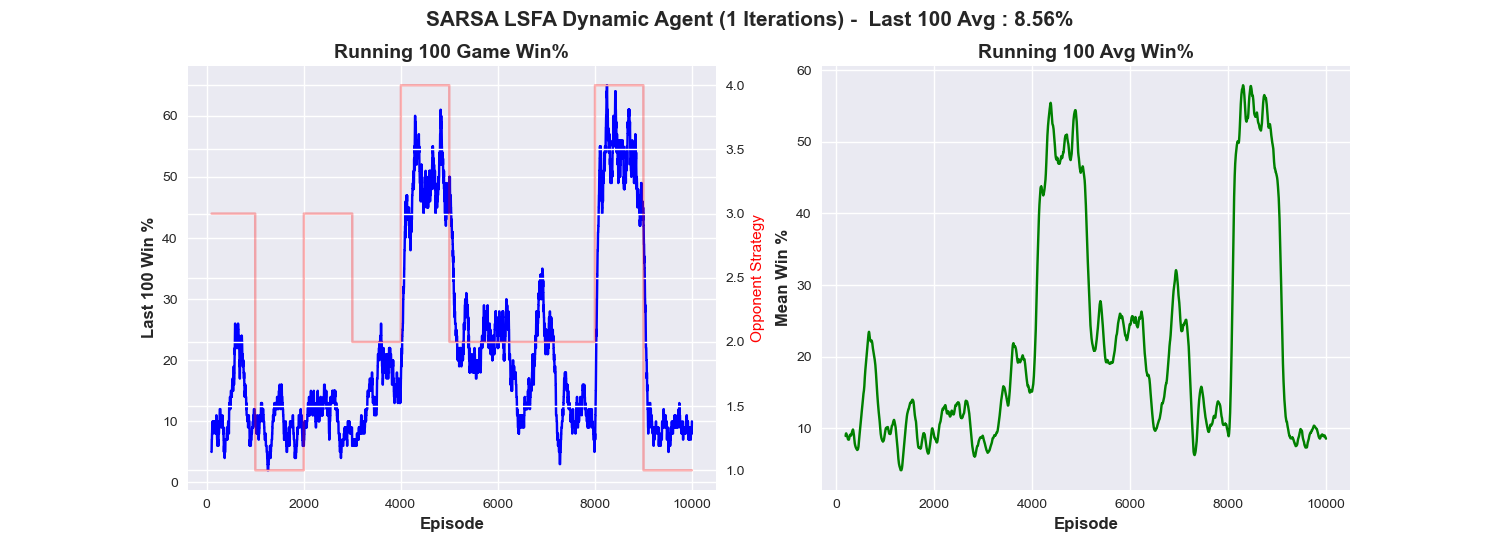 SARSA LSFA Dynamic Agent (1 Iterations) -  Last 100 Avg : 8.56%
Running 100 Game Win%
Last 100 Win %
60
50
40
30
20
10
0
0 2000 4000 6000 8000 10000
Episode
4.0
3.5
3.0
2.5
2.0
1.5
1.0
Opponent Strategy
Running 100 Avg Win%
Mean Win %
60
50
40
30
20
10
0 2000 4000 6000 8000 10000
Episode